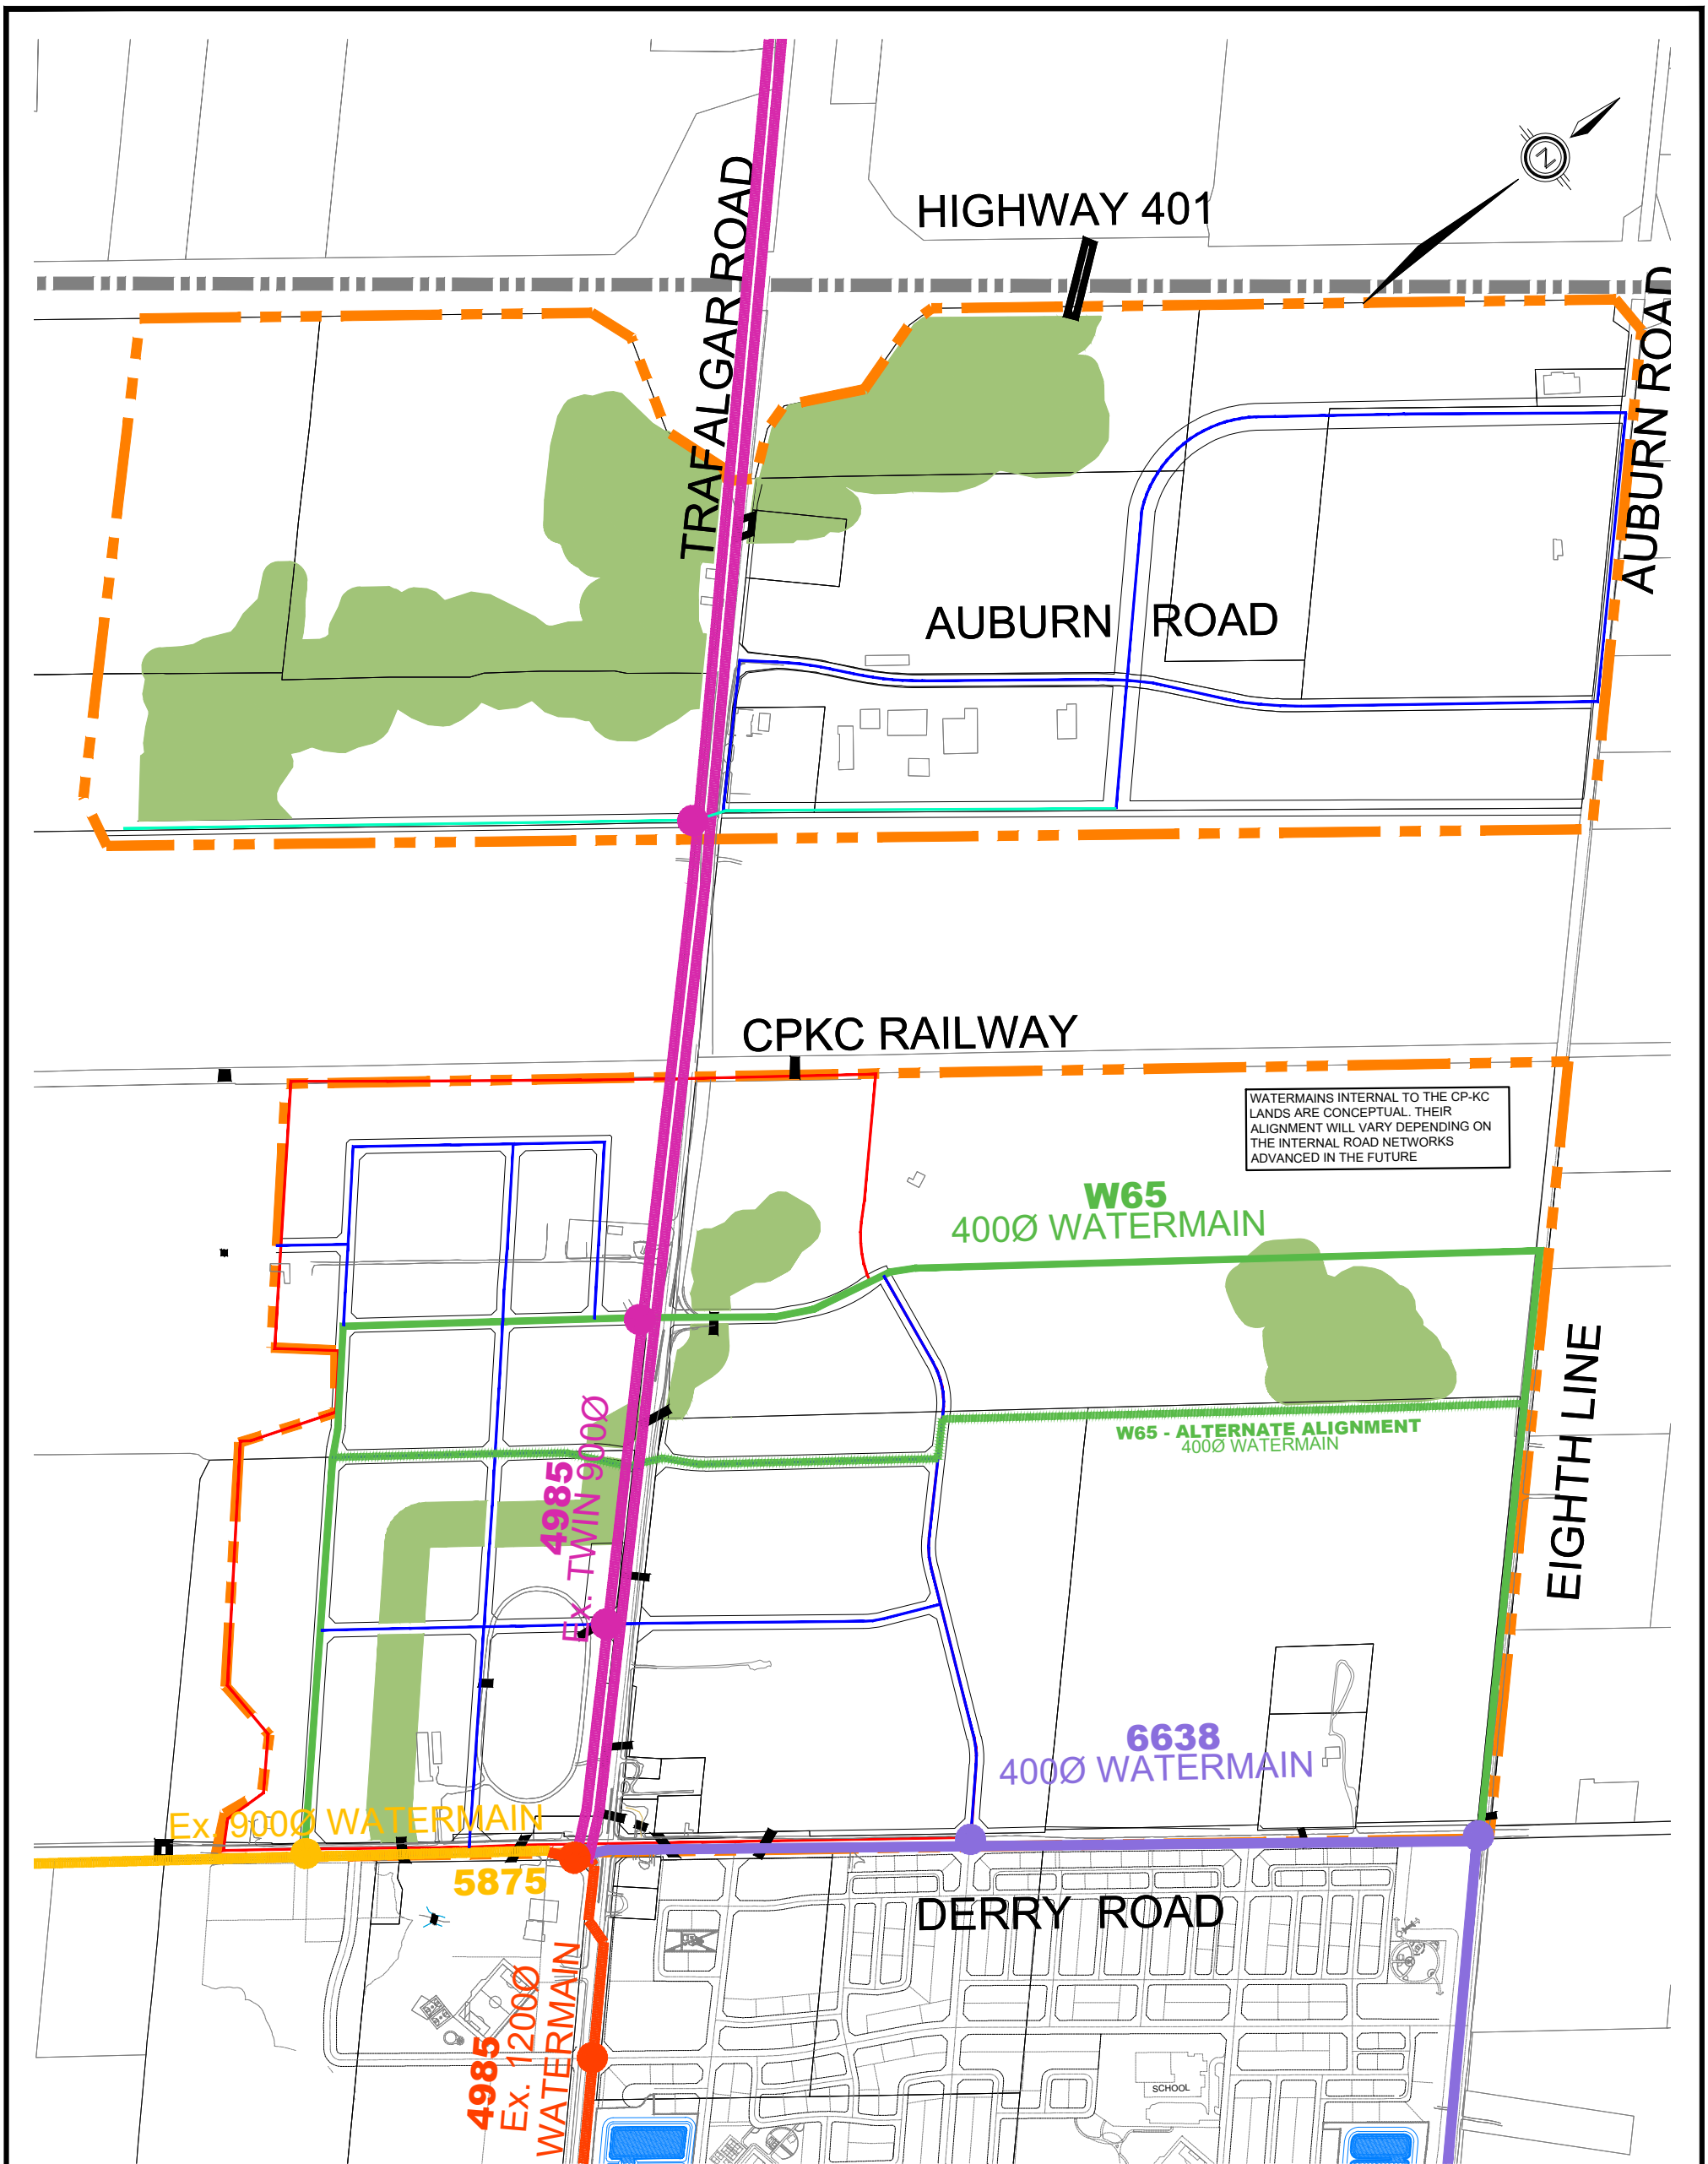 HIGHWAY 401
Z
TRAFALGAR ROAD
AUBURN ROAD
AUBURN ROAD
CPKC RAILWAY
WATERMAINS INTERNAL TO THE CP-KC
LANDS ARE CONCEPTUAL. THEIR
ALIGNMENT WILL VARY DEPENDING ON
THE INTERNAL ROAD NETWORKS
ADVANCED IN THE FUTURE
W65
400Ø WATERMAIN
W65 - ALTERNATE ALIGNMENT
400Ø WATERMAIN
EIGHTH LINE
4985
Ex. TWIN 900Ø
6638
400Ø WATERMAIN
Ex. 900Ø WATERMAIN
5875
DERRY ROAD
4985
Ex. 1200Ø
WATERMAIN
SCHOOL